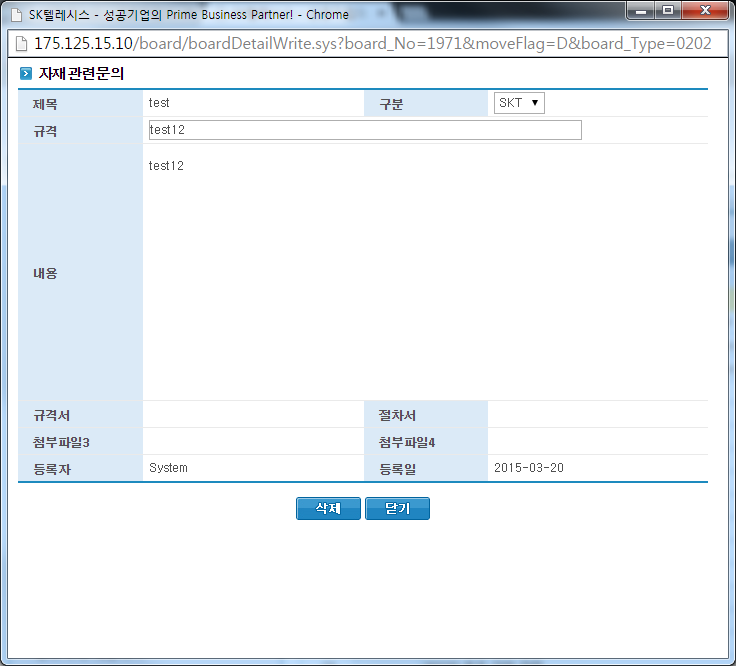 SK텔레시스 - 성공기업의 Prime Business Partner! - Chrome
175.125.15.10/board/boardDetailWrite.sys?board_No=1971&moveFlag=D&board_Type=0202
자재관련문의
제목 test 구분 SKT
규격 test12
내용 test12
규격서 절차서
첨부파일3 첨부파일4
등록자 System 등록일 2015-03-20
삭제 닫기